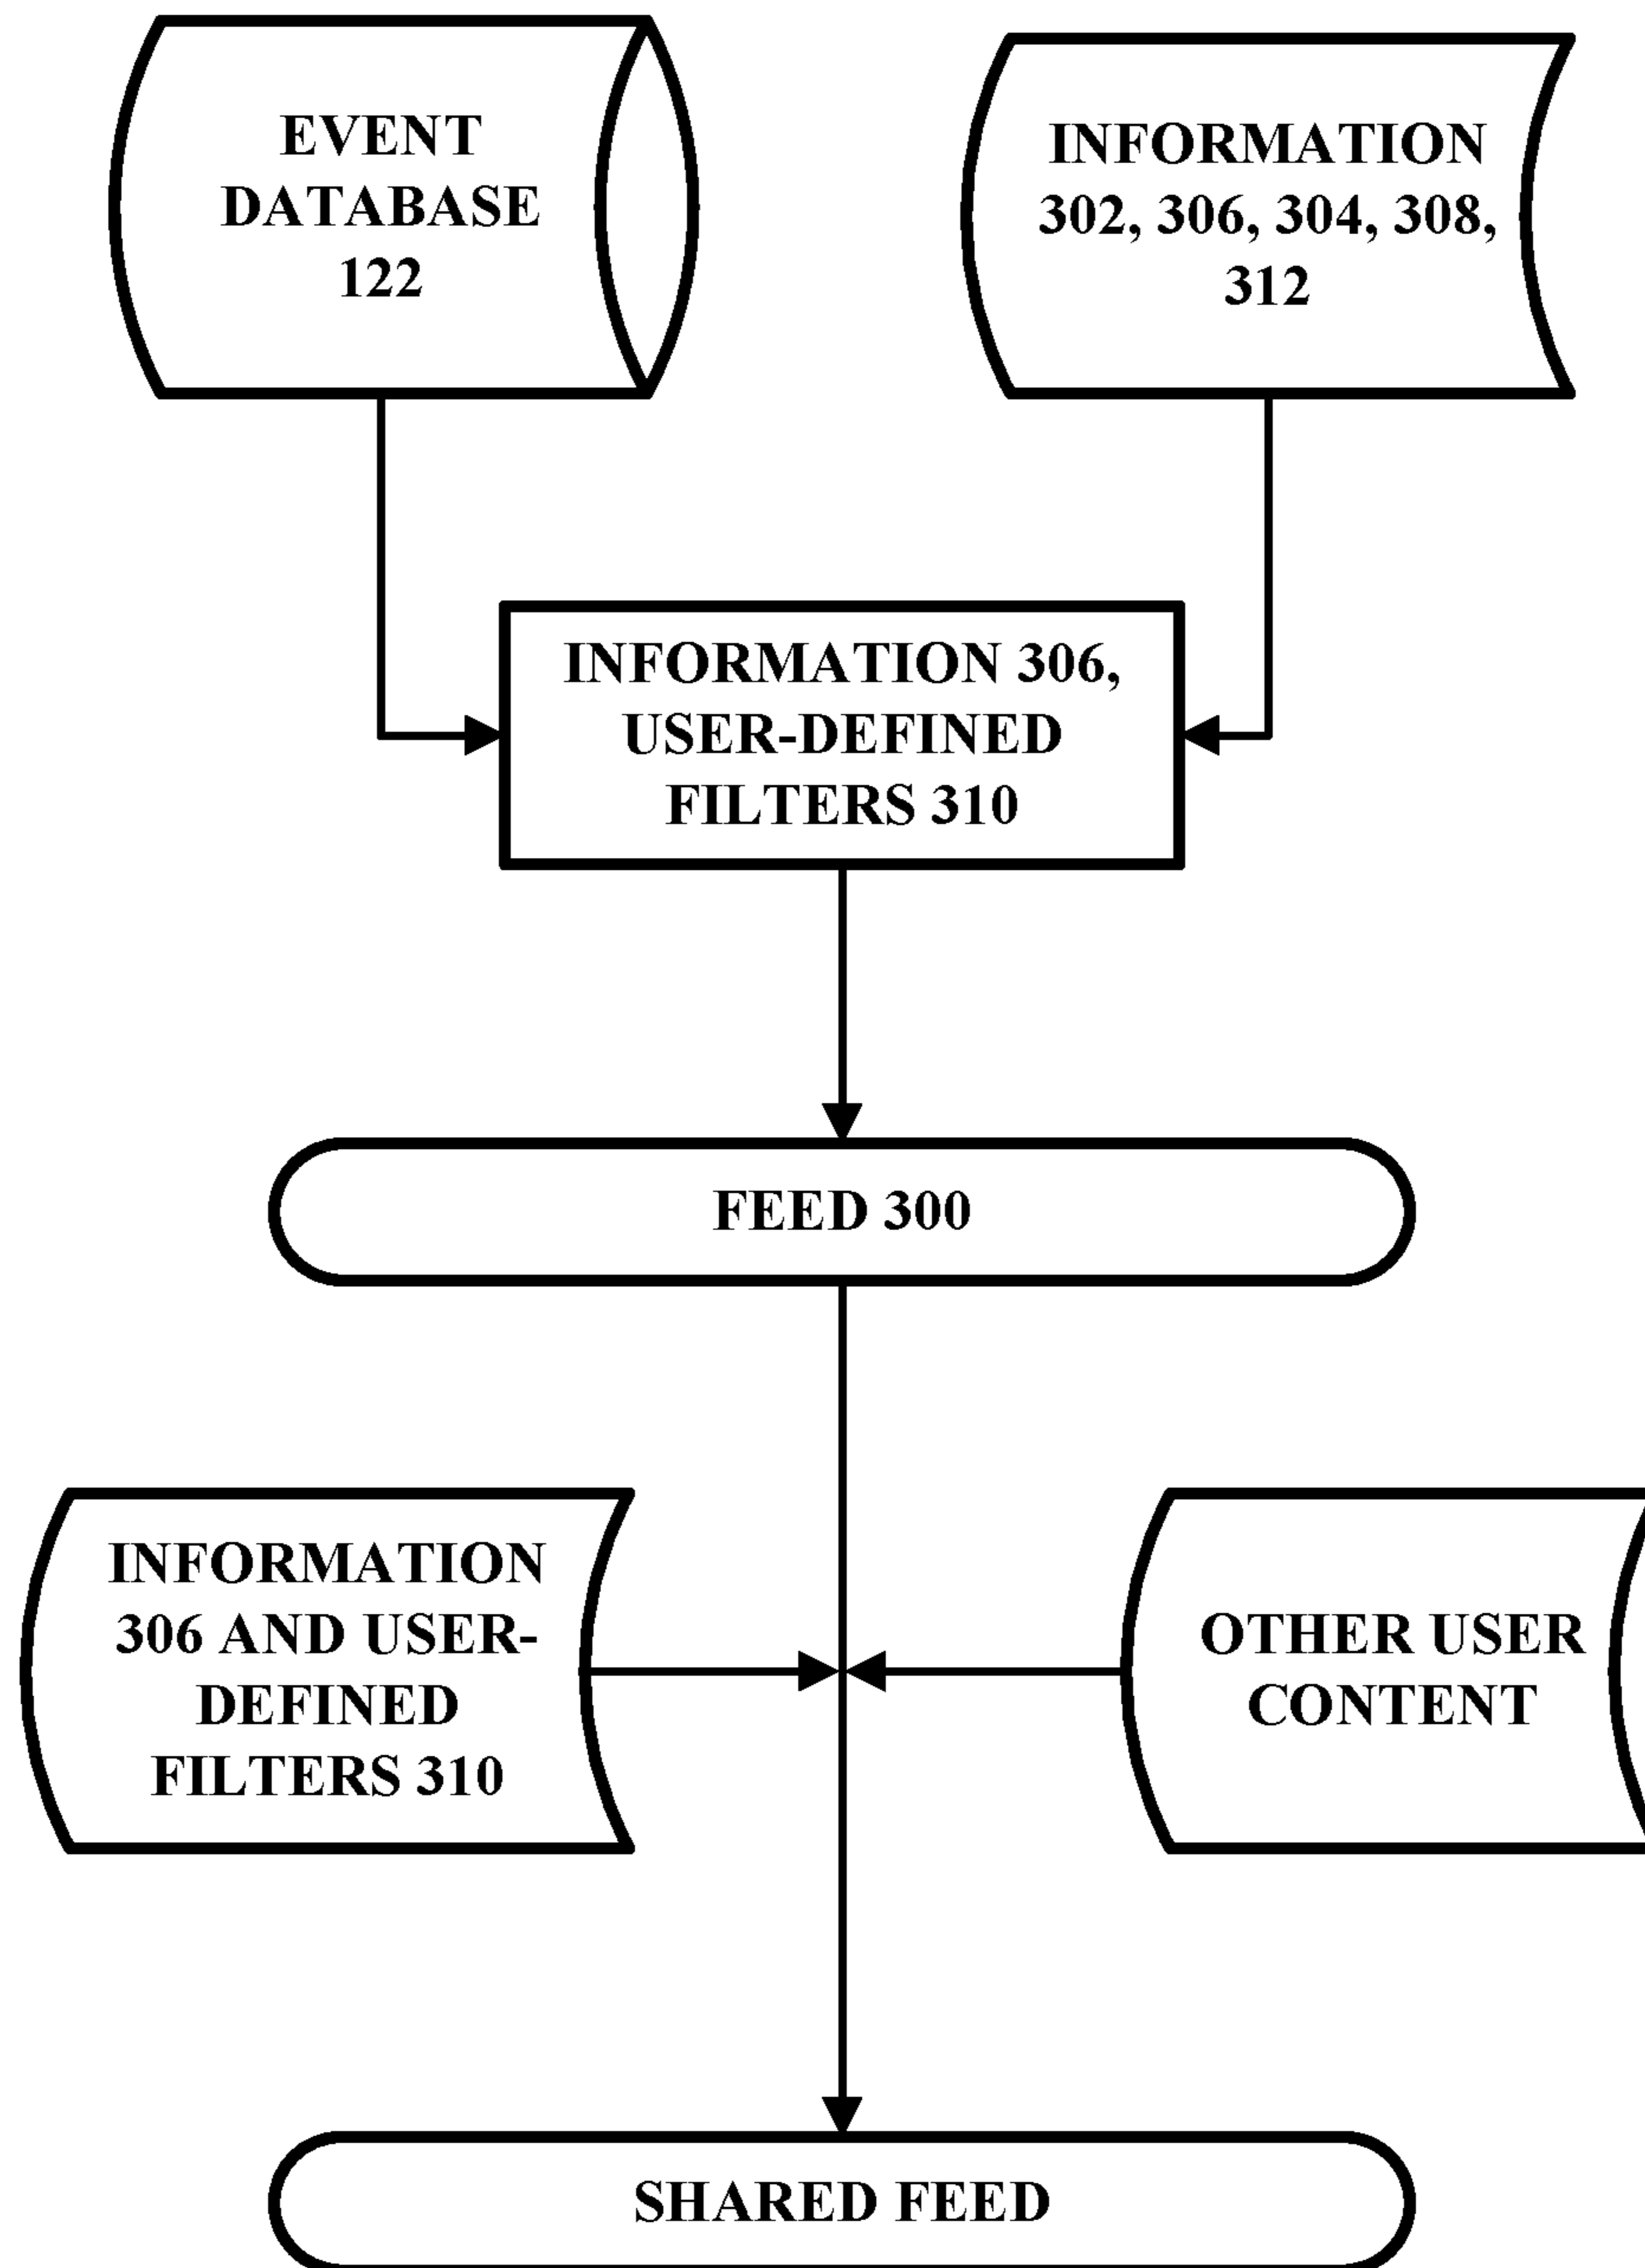 EVENT
DATABASE
122
INFORMATION
302, 306, 304, 308,
312
INFORMATION 306,
USER-DEFINED
FILTERS 310
FEED 300
INFORMATION
306 AND USER-
DEFINED
FILTERS 310
OTHER USER
CONTENT
SHARED FEED